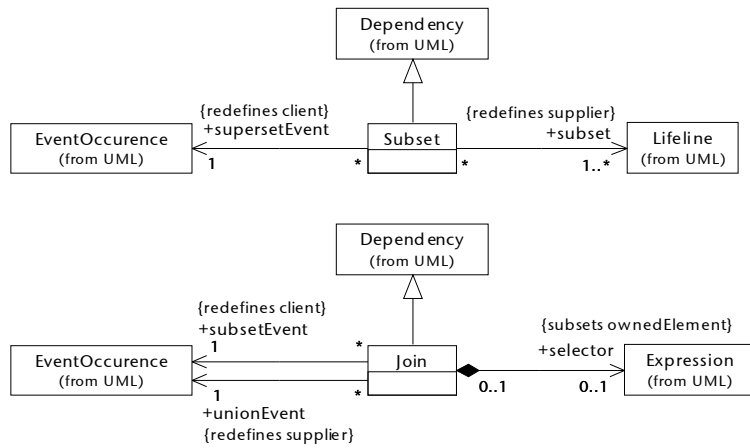 Dependency
(from UML)
{redefines client}
+supersetEvent
{redefines supplier}
+subset
EventOccurence
(from UML)
Subset
Lifeline
(from UML)
1
*
*
1..*
Dependency
(from UML)
{redefines client}
+subsetEvent
1
*
{subsets ownedElement}
+selector
EventOccurence
(from UML)
Join
Expression
(from UML)
0..1
0..1
1
*
+unionEvent
{redefines supplier}